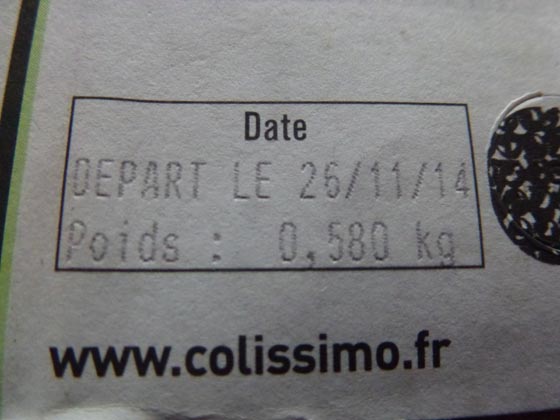 Date
DEPART LE 26/11/14
Poids : 0,580 kg
www.colissimo.fr